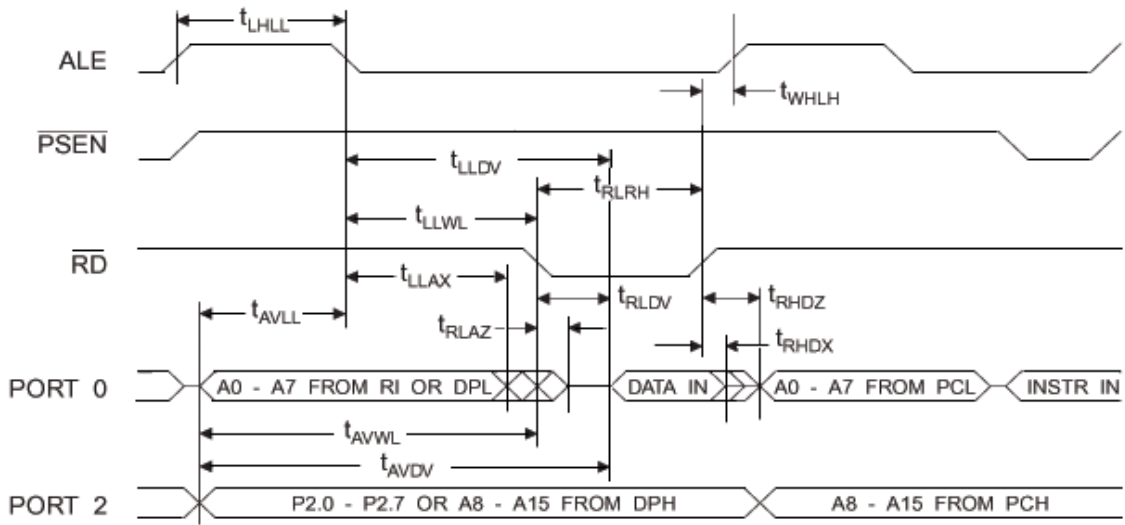 tLHLL
ALE
tWHLH
PSEN
tLLDV
tRLRH
tLLWL
RD
tLLAX
tRLDV
tRHDZ
tAVLL
tRLAZ
tRHDX
PORT 0
A0 - A7 FROM RI OR DPL
DATA IN
A0 - A7 FROM PCL
INSTR IN
tAVWL
tAVDV
PORT 2
P2.0 - P2.7 OR A8 - A15 FROM DPH
A8 - A15 FROM PCH